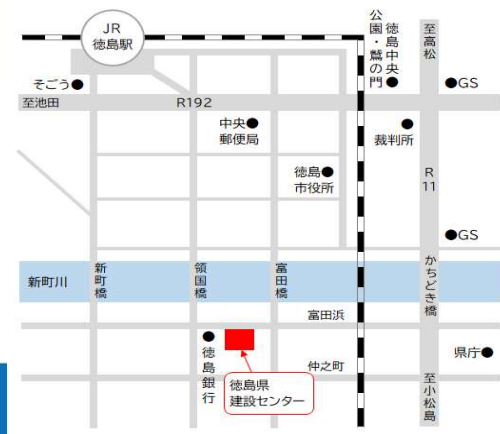 JR
徳島駅
公園・鷲の門
徳島中央
至高松
そごう
GS
至池田
R192
中央
郵便局
裁判所
徳島
市役所
R
11
GS
新町川
新町橋
領国橋
富田橋
かちどき橋
富田浜
徳島銀行
県庁
仲之町
徳島県
建設センター
至小松島